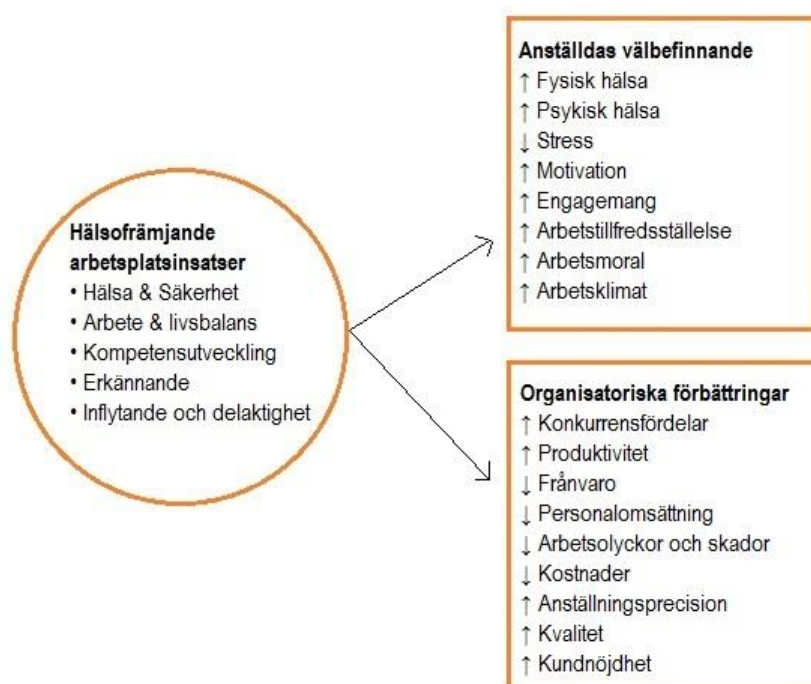 Hälsofrämjande
arbetsplatsinsatser
• Hälsa & Säkerhet
• Arbete & livsbalans
• Kompetensutveckling
• Erkännande
• Inflytande och delaktighet
Anställdas välbefinnande
↑ Fysisk hälsa
↑ Psykisk hälsa
↓ Stress
↑ Motivation
↑ Engagemang
↑ Arbetstillfredsställelse
↑ Arbetsmoral
↑ Arbetsklimat
Organisatoriska förbättringar
↑ Konkurrensfördelar
↑ Produktivitet
↓ Frånvaro
↓ Personalomsättning
↓ Arbetsolyckor och skador
↓ Kostnader
↑ Anställningsprecision
↑ Kvalitet
↑ Kundnöjdhet